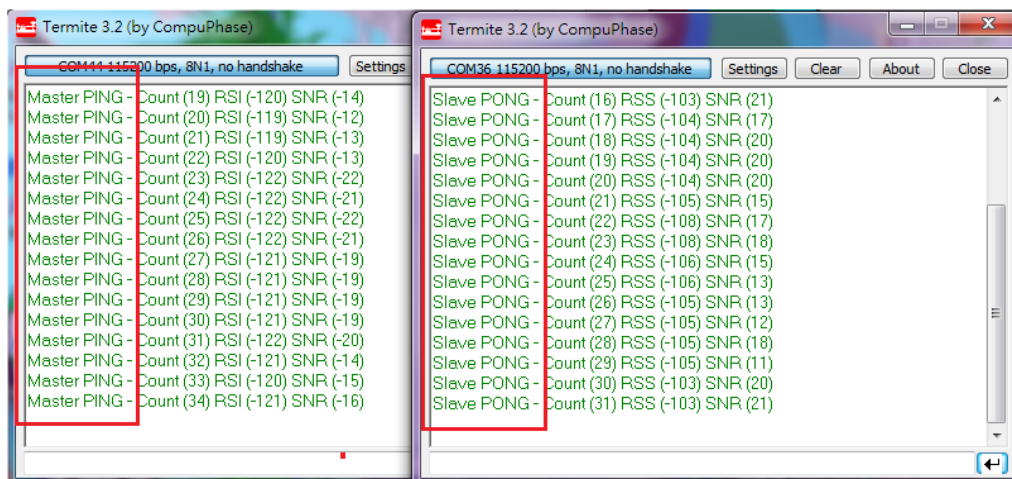 Termite 3.2 (by CompuPhase)
COM44 115200 bps, 8N1, no handshake
Settings
Master PING - Count (19) RSI (-120) SNR (-14)
Master PING - Count (20) RSI (-119) SNR (-12)
Master PING - Count (21) RSI (-119) SNR (-13)
Master PING - Count (22) RSI (-120) SNR (-13)
Master PING - Count (23) RSI (-122) SNR (-22)
Master PING - Count (24) RSI (-122) SNR (-21)
Master PING - Count (25) RSI (-122) SNR (-22)
Master PING - Count (26) RSI (-122) SNR (-21)
Master PING - Count (27) RSI (-121) SNR (-19)
Master PING - Count (28) RSI (-121) SNR (-19)
Master PING - Count (29) RSI (-121) SNR (-19)
Master PING - Count (30) RSI (-121) SNR (-19)
Master PING - Count (31) RSI (-122) SNR (-20)
Master PING - Count (32) RSI (-121) SNR (-14)
Master PING - Count (33) RSI (-120) SNR (-15)
Master PING - Count (34) RSI (-121) SNR (-16)
Termite 3.2 (by CompuPhase)
COM36 115200 bps, 8N1, no handshake
Settings
Clear
About
Close
Slave PONG - Count (16) RSS (-103) SNR (21)
Slave PONG - Count (17) RSS (-104) SNR (17)
Slave PONG - Count (18) RSS (-104) SNR (20)
Slave PONG - Count (19) RSS (-104) SNR (20)
Slave PONG - Count (20) RSS (-104) SNR (20)
Slave PONG - Count (21) RSS (-105) SNR (15)
Slave PONG - Count (22) RSS (-108) SNR (17)
Slave PONG - Count (23) RSS (-108) SNR (18)
Slave PONG - Count (24) RSS (-106) SNR (15)
Slave PONG - Count (25) RSS (-106) SNR (13)
Slave PONG - Count (26) RSS (-105) SNR (13)
Slave PONG - Count (27) RSS (-105) SNR (12)
Slave PONG - Count (28) RSS (-105) SNR (18)
Slave PONG - Count (29) RSS (-105) SNR (11)
Slave PONG - Count (30) RSS (-103) SNR (20)
Slave PONG - Count (31) RSS (-103) SNR (21)